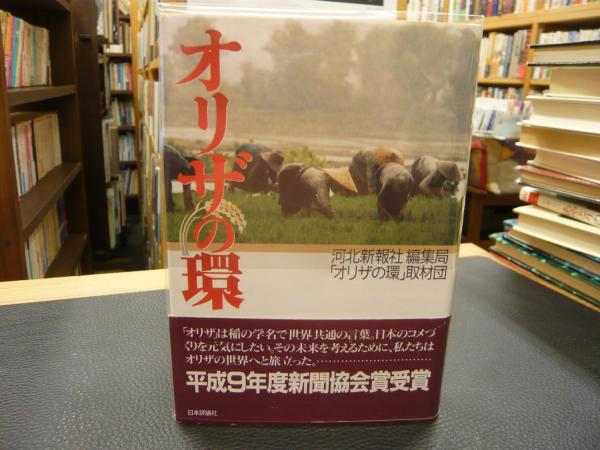 オリザの環
河北新報社 編集局
「オリザの環」取材団
「オリザ」は稲の学名で世界共通の言葉。日本のコメづ
くりを元気にしたい、その未来を考えるために、私たちは
オリザの世界へと旅立った。…………………………
平成9年度新聞協会賞受賞
日本評論社